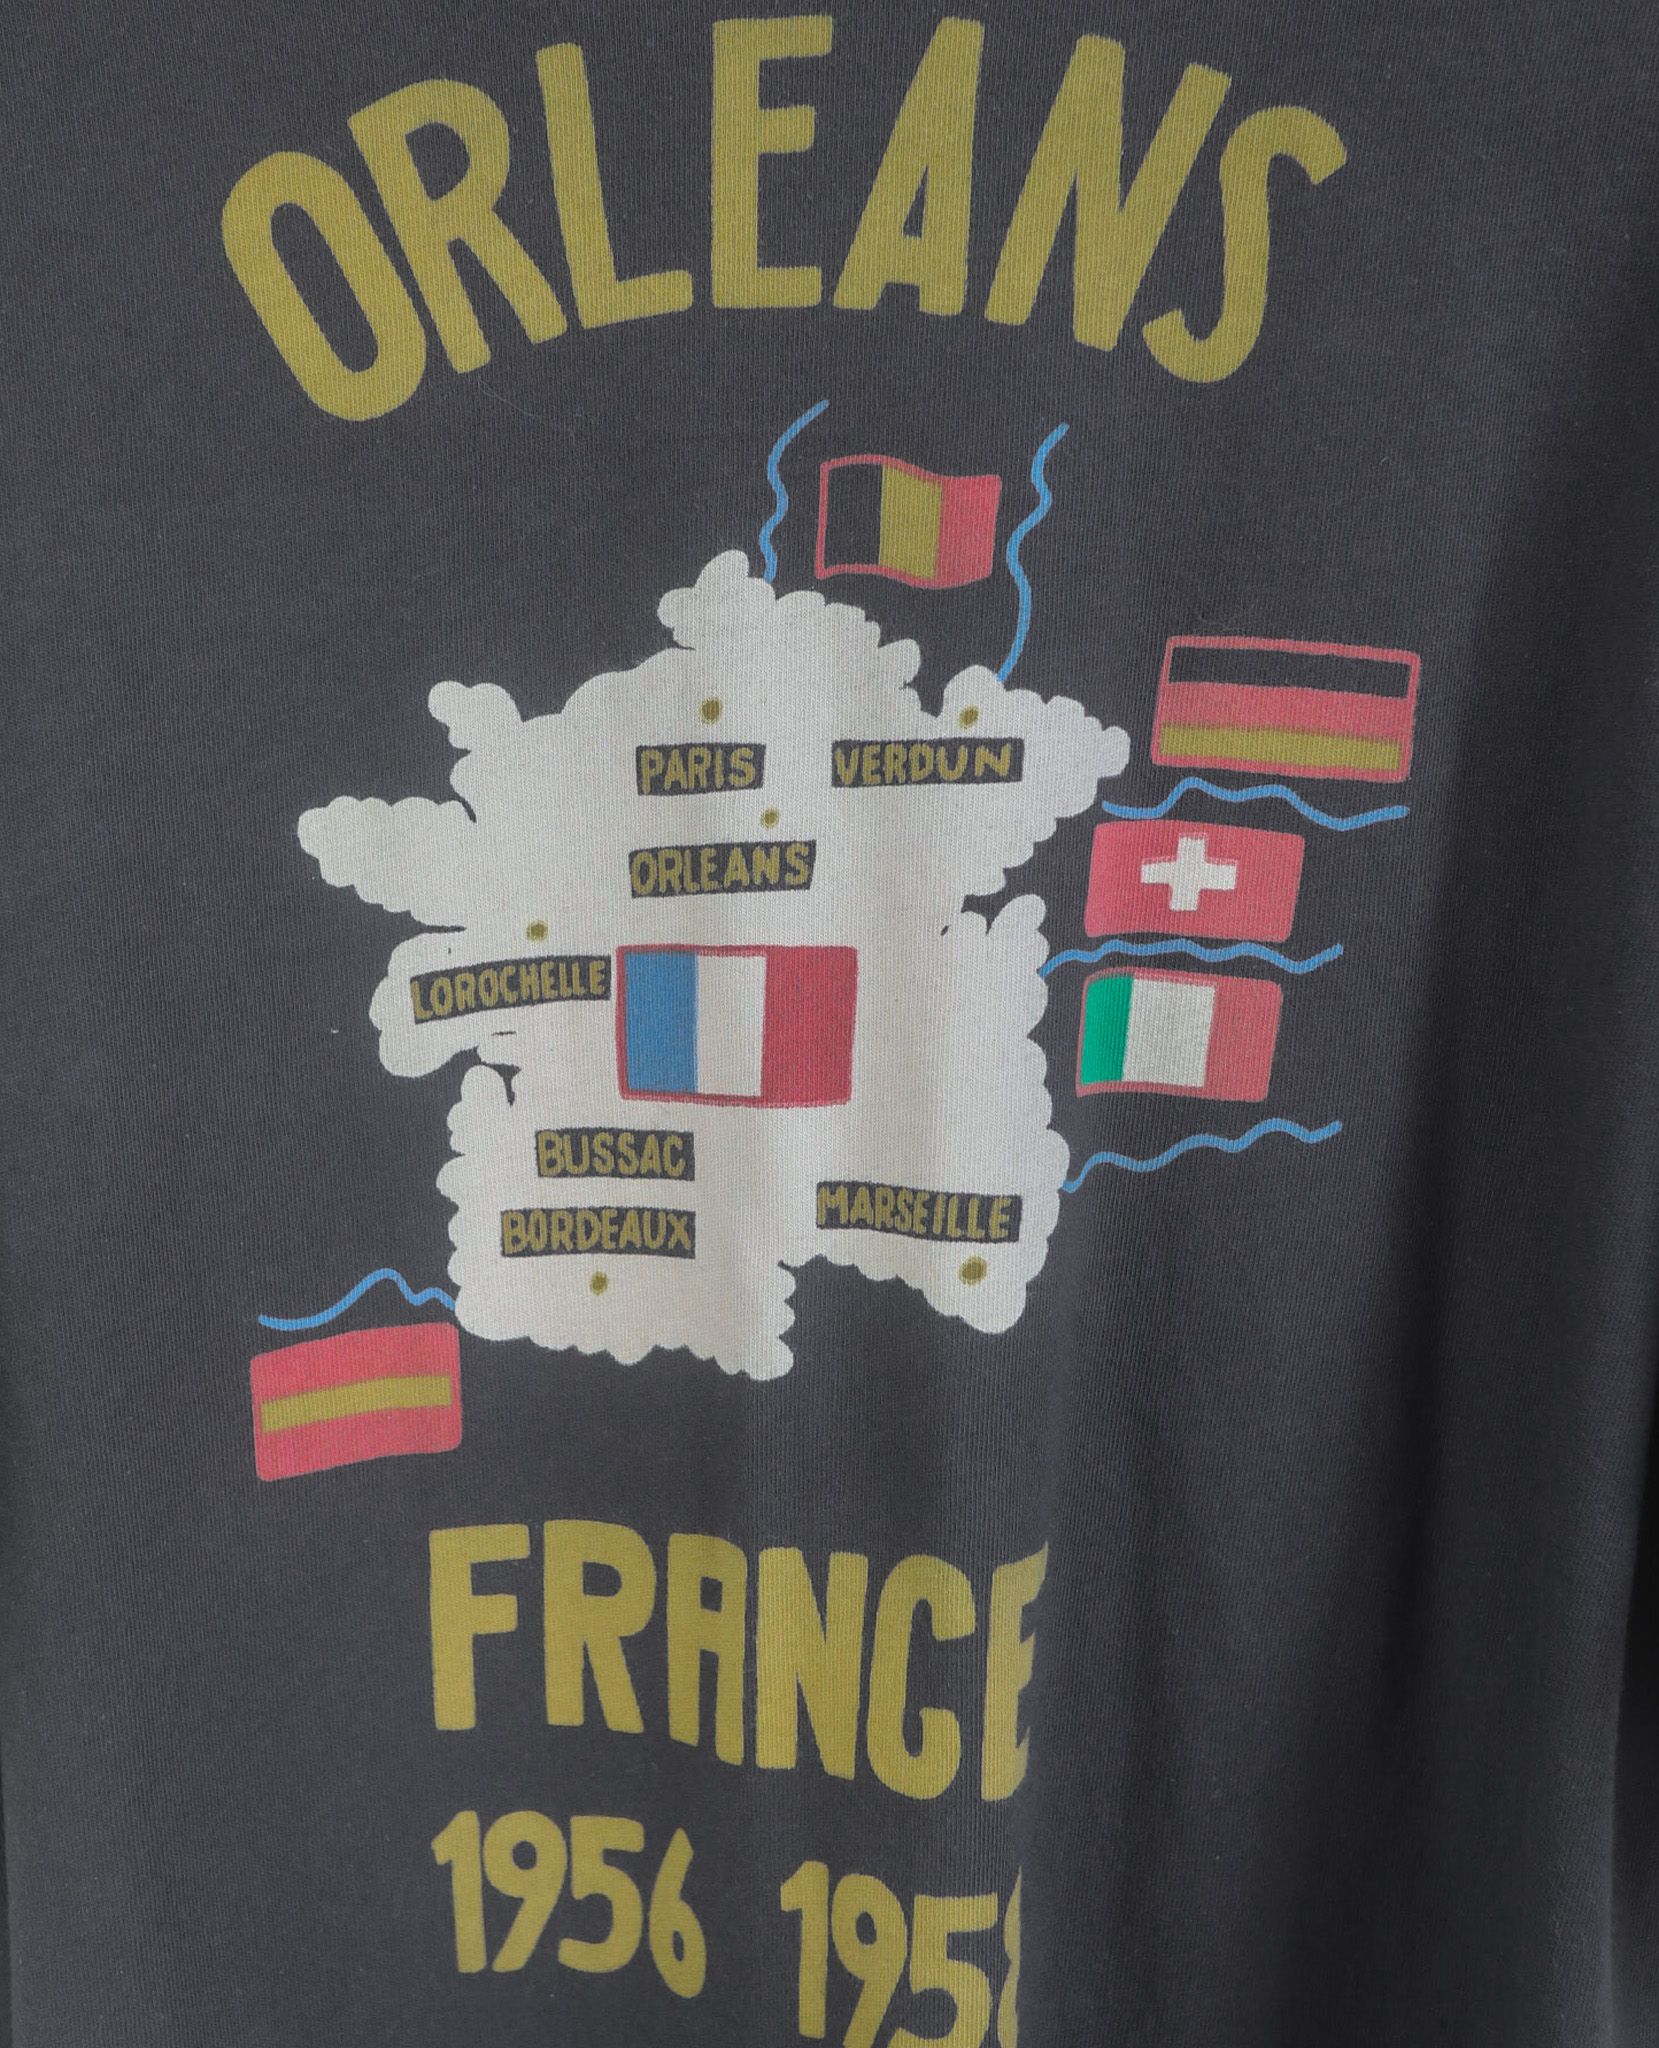 ORLEANS
PARIS VERDUN
ORLEANS
LOROCHELLE
BUSSAC
BORDEAUX
MARSEILLE
FRANCE
1956